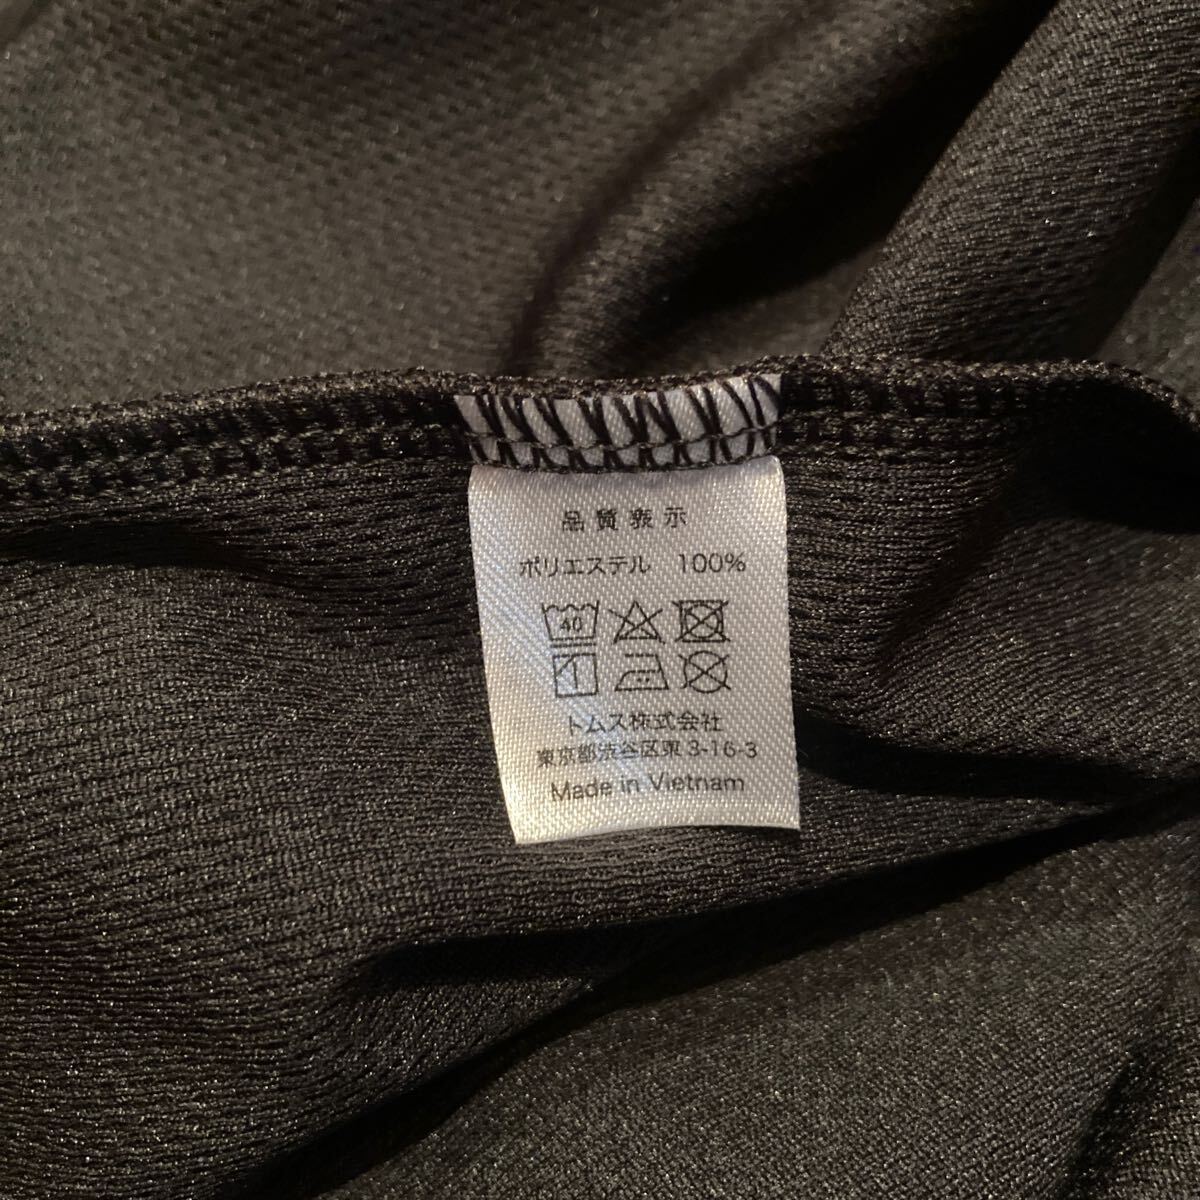 品質表示
ポリエステル 100%
40
トムス株式会社
東京都渋谷区東3-16-3
Made in Vietnam